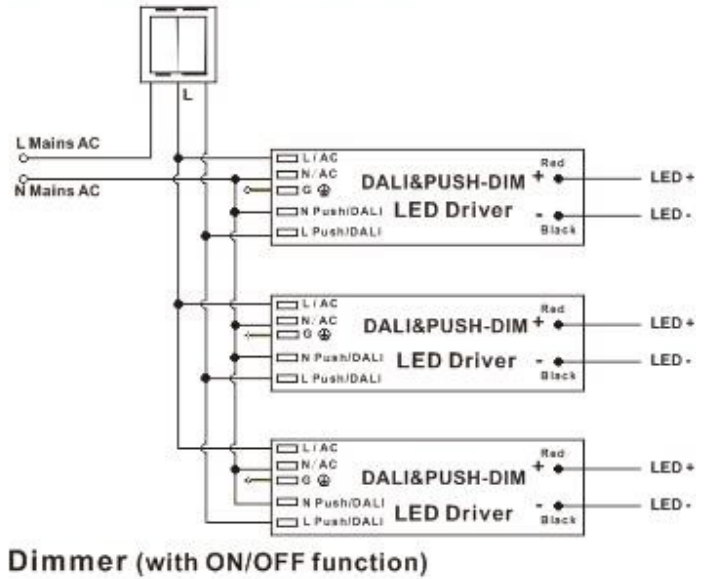 L
L Mains AC
N Mains AC
L/AC
N/AC
G
N Push/DALI
L Push/DALI
DALI&PUSH-DIM
LED Driver
Red
+
-
Black
LED +
LED -
L/AC
N/AC
G
N Push/DALI
L Push/DALI
DALI&PUSH-DIM
LED Driver
Red
+
-
Black
LED +
LED -
L/AC
N/AC
G
N Push/DALI
L Push/DALI
DALI&PUSH-DIM
LED Driver
Red
+
-
Black
LED +
LED -
Dimmer (with ON/OFF function)